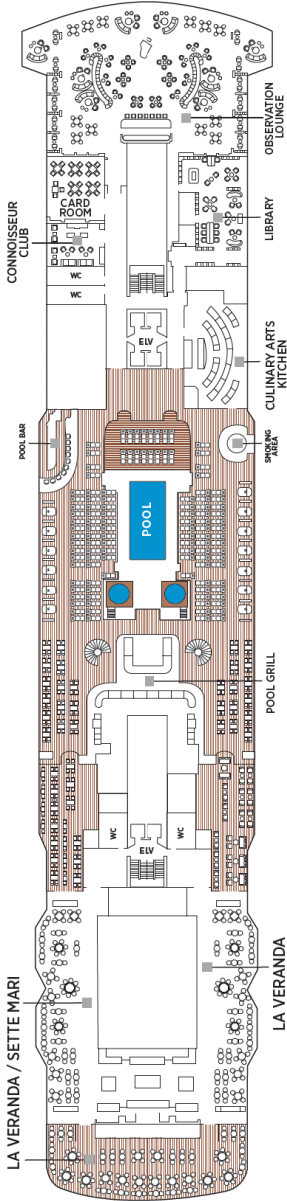 OBSERVATION
LOUNGE
CARD
ROOM
LIBRARY
CONNOISSEUR
CLUB
WC
WC
ELV
CULINARY ARTS
KITCHEN
POOL BAR
SMOKING
AREA
POOL
POOL GRILL
WC
WC
ELV
LA VERANDA
LA VERANDA / SETTE MARI